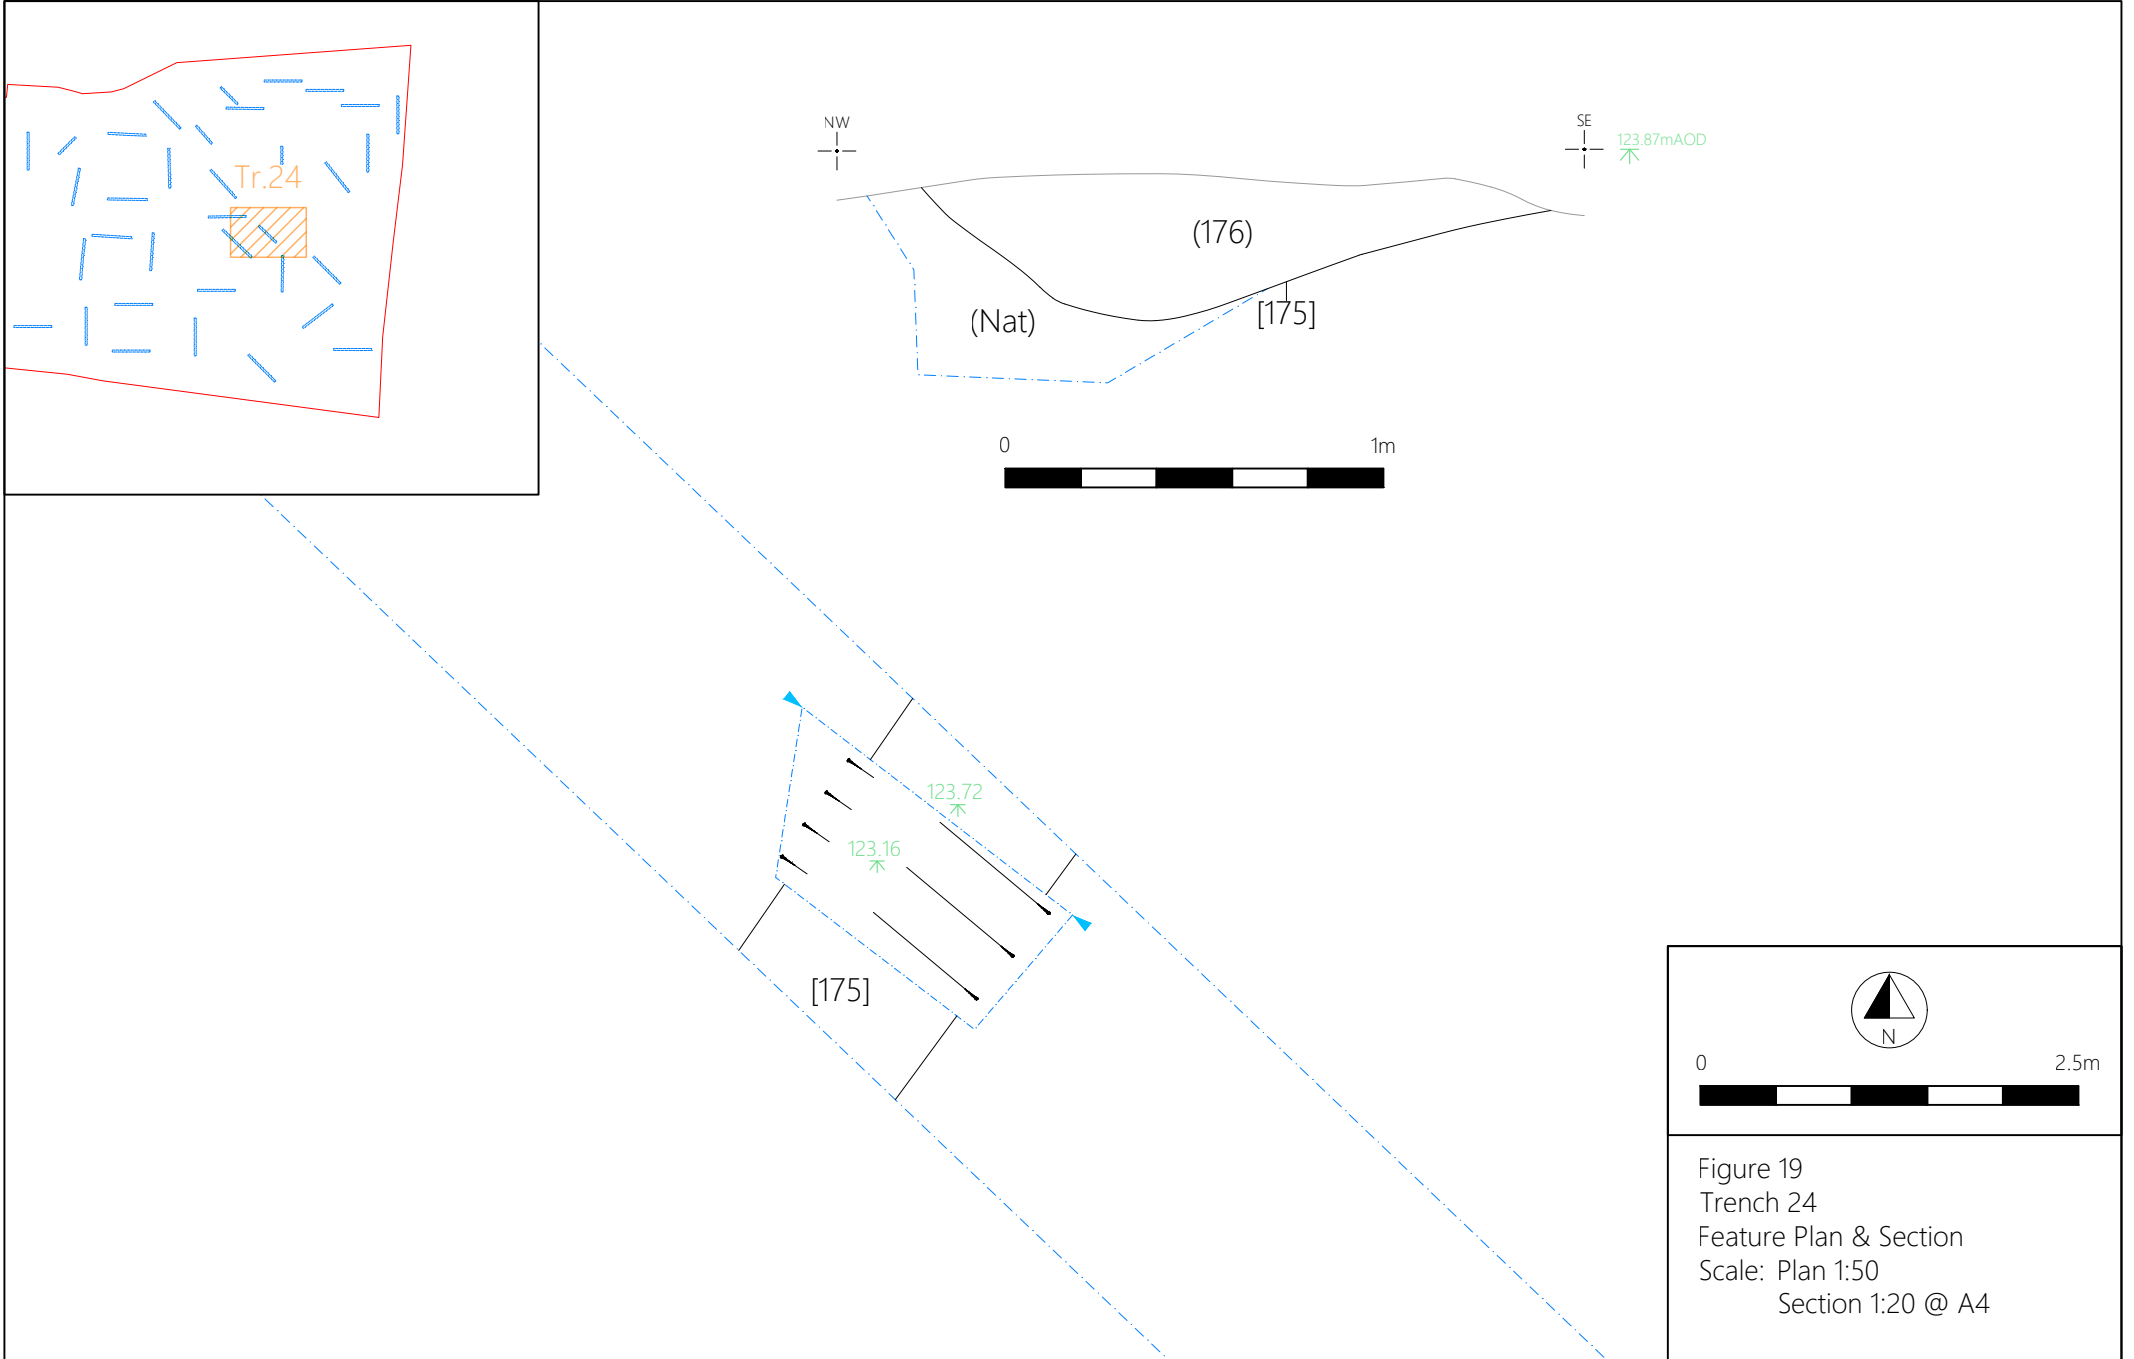 Tr.24
NW
SE
123.87mAOD
(176)
(Nat)
[175]
0 1m
123.72
123.16
[175]
N
0 2.5m
Figure 19
Trench 24
Feature Plan & Section
Scale: Plan 1:50
Section 1:20 @ A4